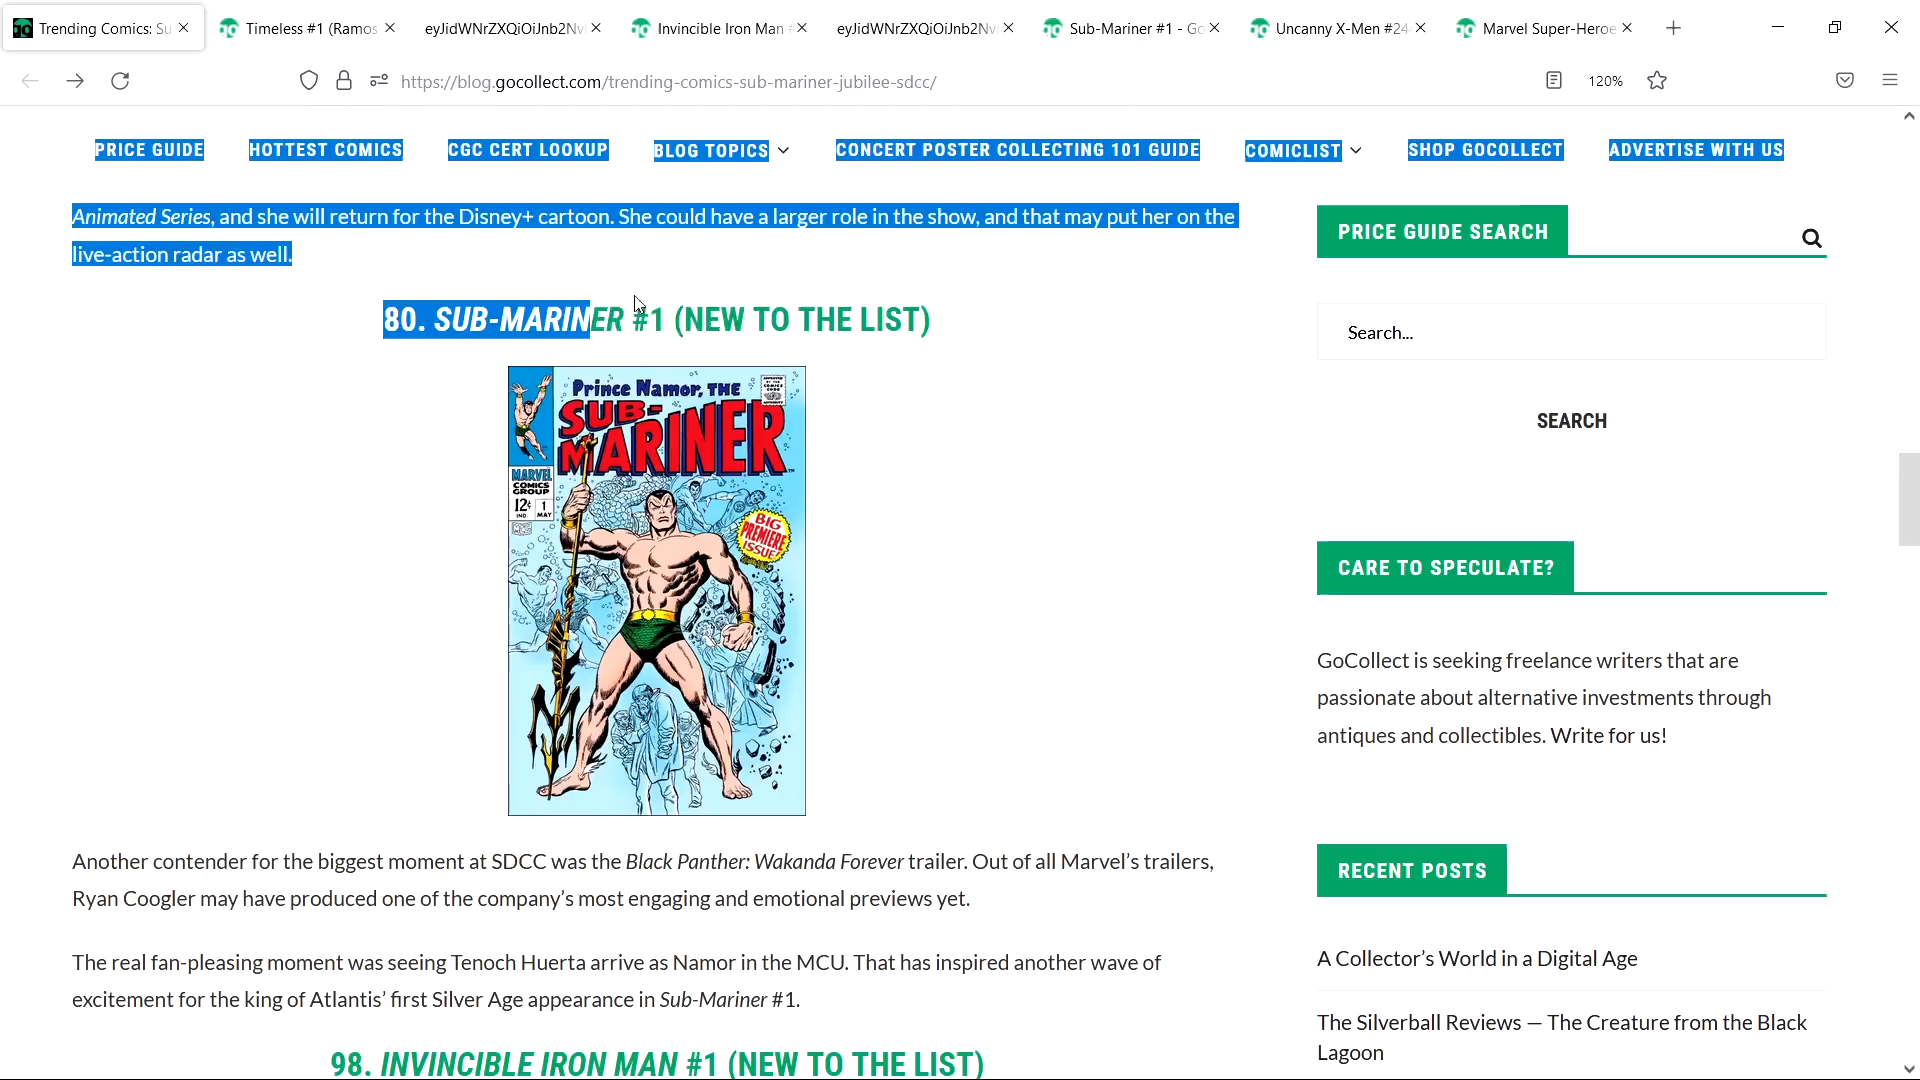 Trending Comics: Su
Timeless #1 (Ramos
eyJidWNrZXQiOiJnb2Nv
Invincible Iron Man #
eyJidWNrZXQiOiJnb2Nv
Sub-Mariner #1 - Go
Uncanny X-Men #24
Marvel Super-Heroe
https://blog.gocollect.com/trending-comics-sub-mariner-jubilee-sdcc/
120%
PRICE GUIDE
HOTTEST COMICS
CGC CERT LOOKUP
BLOG TOPICS
CONCERT POSTER COLLECTING 101 GUIDE
COMICLIST
SHOP GOCOLLECT
ADVERTISE WITH US
Animated Series, and she will return for the Disney+ cartoon. She could have a larger role in the show, and that may put her on the
live-action radar as well.
80. SUB-MARINER #1 (NEW TO THE LIST)
Prince Namor, THE
SUB-
MARINER
APPROVED BY THE COMICS CODE AUTHORITY
MARVEL
COMICS
GROUP
12¢ 1
IND. MAY
BIG
PREMIERE
ISSUE!
Another contender for the biggest moment at SDCC was the Black Panther: Wakanda Forever trailer. Out of all Marvel’s trailers,
Ryan Coogler may have produced one of the company’s most engaging and emotional previews yet.
The real fan-pleasing moment was seeing Tenoch Huerta arrive as Namor in the MCU. That has inspired another wave of
excitement for the king of Atlantis’ first Silver Age appearance in Sub-Mariner #1.
98. INVINCIBLE IRON MAN #1 (NEW TO THE LIST)
PRICE GUIDE SEARCH
Search...
SEARCH
CARE TO SPECULATE?
GoCollect is seeking freelance writers that are
passionate about alternative investments through
antiques and collectibles. Write for us!
RECENT POSTS
A Collector’s World in a Digital Age
The Silverball Reviews — The Creature from the Black
Lagoon